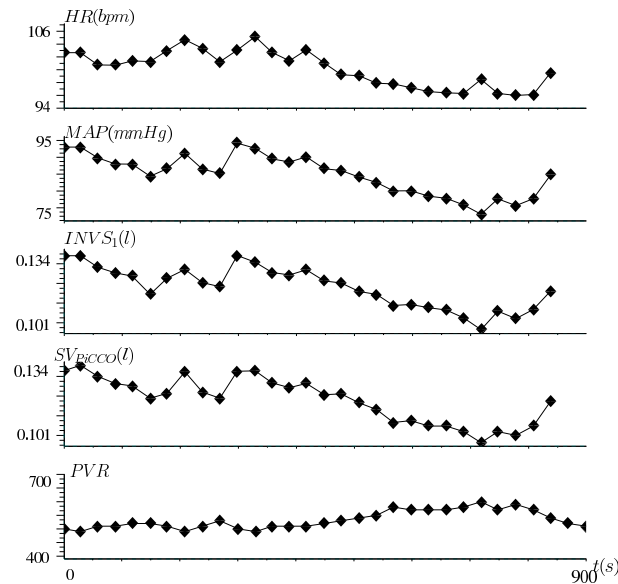 HR(bpm)
106
94
MAP(mmHg)
95
75
INVS₁(l)
0.134
0.101
SV_PiCCO(l)
0.134
0.101
PVR
700
400
0
900
t(s)